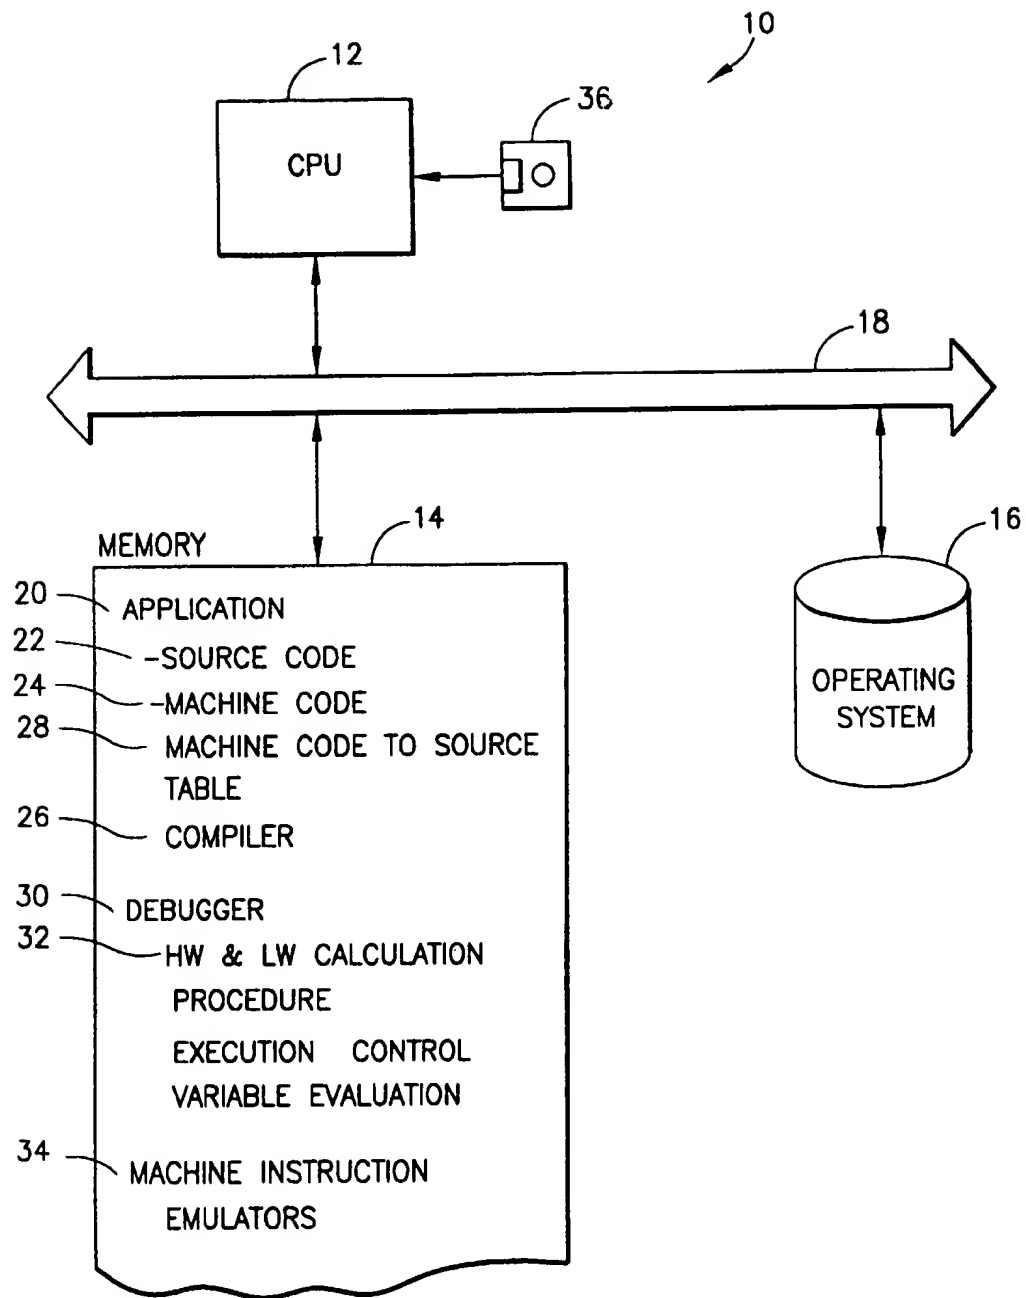 10
12
36
CPU
18
14
16
MEMORY
20 APPLICATION
22 -SOURCE CODE
24 -MACHINE CODE
28 MACHINE CODE TO SOURCE
TABLE
26 COMPILER
OPERATING
SYSTEM
30 DEBUGGER
32 HW & LW CALCULATION
PROCEDURE
EXECUTION CONTROL
VARIABLE EVALUATION
34 MACHINE INSTRUCTION
EMULATORS